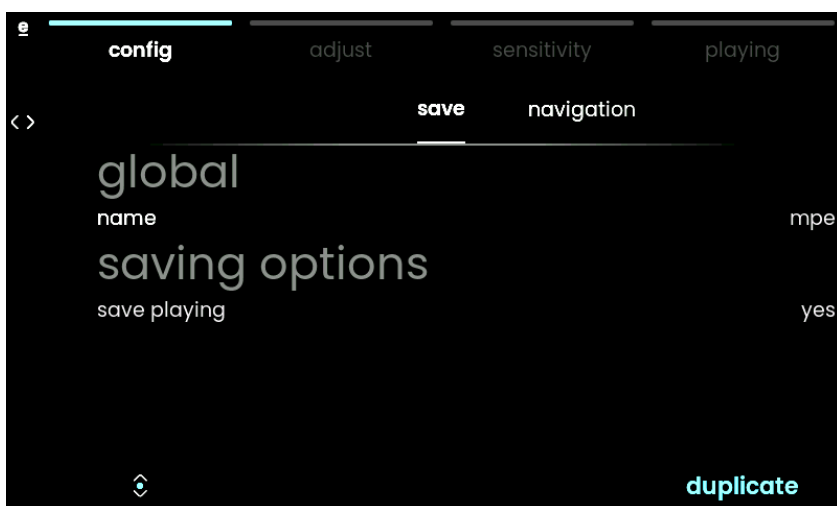 e
config adjust sensitivity playing
save navigation
global
name mpe
saving options
save playing yes
duplicate